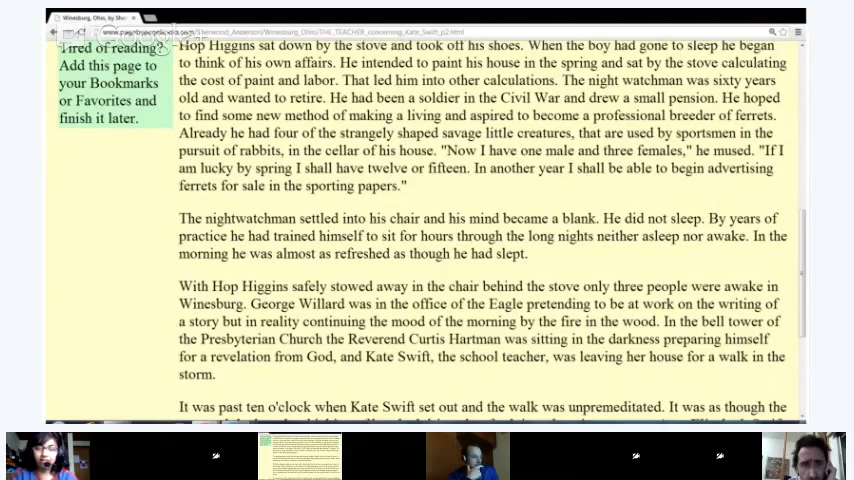 Winesburg, Ohio, by Sher
Sherwood_Anderson/Winesburg_Ohio/THE_TEACHER_concerning_Kate_Swift_p2.html
Tired of reading?
Add this page to
your Bookmarks
or Favorites and
finish it later.
Hop Higgins sat down by the stove and took off his shoes. When the boy had gone to sleep he began
to think of his own affairs. He intended to paint his house in the spring and sat by the stove calculating
the cost of paint and labor. That led him into other calculations. The night watchman was sixty years
old and wanted to retire. He had been a soldier in the Civil War and drew a small pension. He hoped
to find some new method of making a living and aspired to become a professional breeder of ferrets.
Already he had four of the strangely shaped savage little creatures, that are used by sportsmen in the
pursuit of rabbits, in the cellar of his house. "Now I have one male and three females," he mused. "If I
am lucky by spring I shall have twelve or fifteen. In another year I shall be able to begin advertising
ferrets for sale in the sporting papers."
The nightwatchman settled into his chair and his mind became a blank. He did not sleep. By years of
practice he had trained himself to sit for hours through the long nights neither asleep nor awake. In the
morning he was almost as refreshed as though he had slept.
With Hop Higgins safely stowed away in the chair behind the stove only three people were awake in
Winesburg. George Willard was in the office of the Eagle pretending to be at work on the writing of
a story but in reality continuing the mood of the morning by the fire in the wood. In the bell tower of
the Presbyterian Church the Reverend Curtis Hartman was sitting in the darkness preparing himself
for a revelation from God, and Kate Swift, the school teacher, was leaving her house for a walk in the
storm.
It was past ten o'clock when Kate Swift set out and the walk was unpremeditated. It was as though the